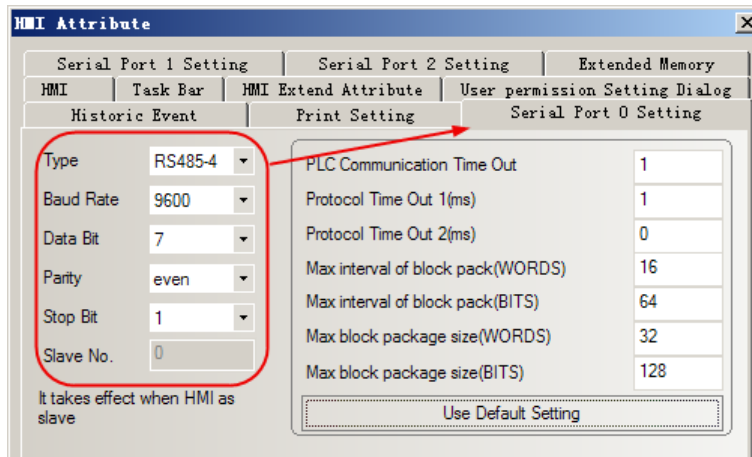 HMI Attribute
Serial Port 1 Setting Serial Port 2 Setting Extended Memory
HMI Task Bar HMI Extend Attribute User permission Setting Dialog
Historic Event Print Setting Serial Port 0 Setting
Type RS485-4
Baud Rate 9600
Data Bit 7
Parity even
Stop Bit 1
Slave No. 0
It takes effect when HMI as
slave
PLC Communication Time Out 1
Protocol Time Out 1(ms) 1
Protocol Time Out 2(ms) 0
Max interval of block pack(WORDS) 16
Max interval of block pack(BITS) 64
Max block package size(WORDS) 32
Max block package size(BITS) 128
Use Default Setting